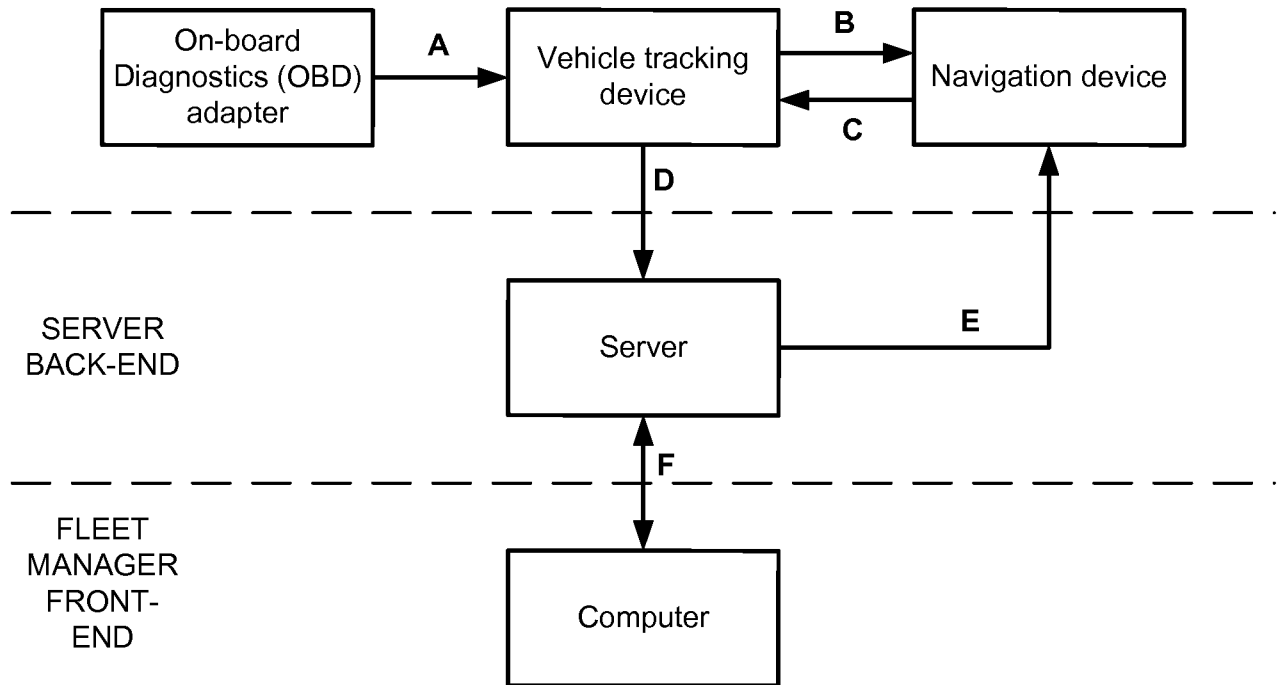 On-board
Diagnostics (OBD)
adapter
A
Vehicle tracking
device
B
C
Navigation device
D
SERVER
BACK-END
Server
E
F
FLEET
MANAGER
FRONT-
END
Computer